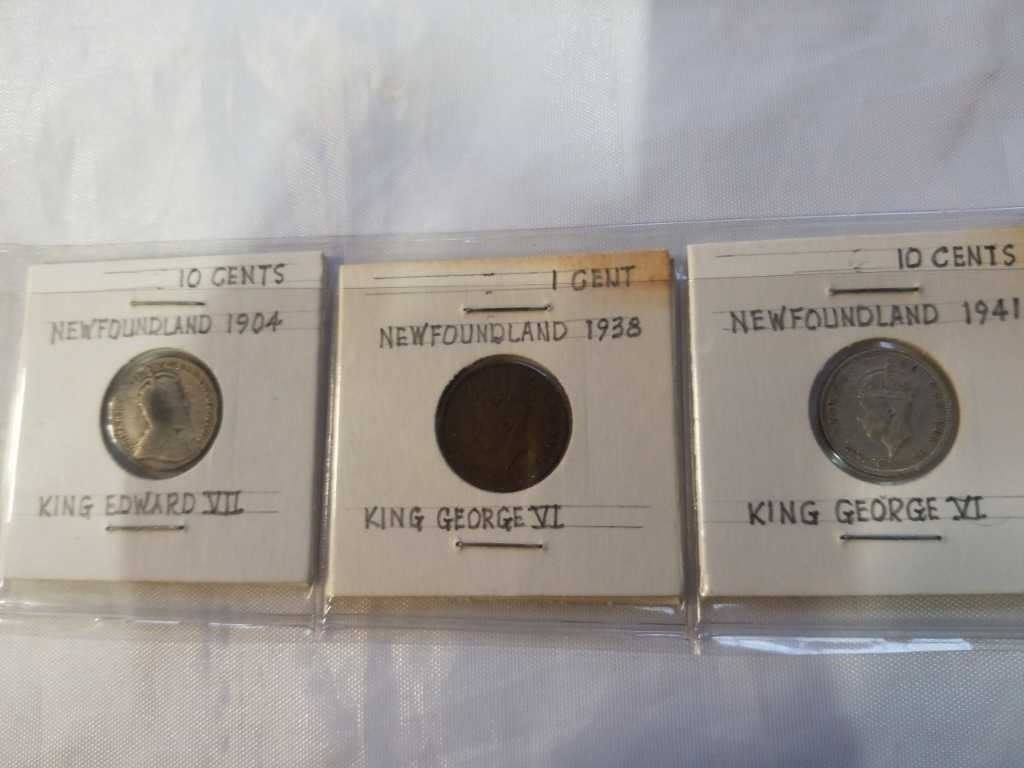 10 CENTS
NEWFOUNDLAND 1904
KING EDWARD VII
1 CENT
NEWFOUNDLAND 1938
KING GEORGE VI
10 CENTS
NEWFOUNDLAND 1941
KING GEORGE VI